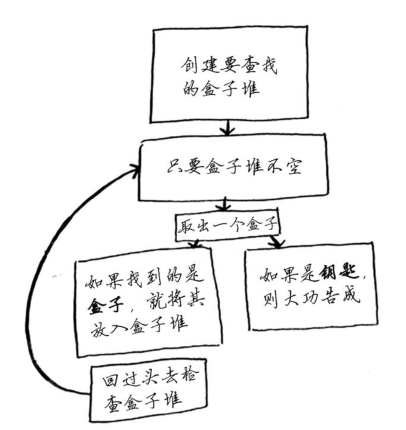 创建要查找
的盒子堆
只要盒子堆不空
取出一个盒子
如果找到的是
盒子，就将其
放入盒子堆
如果是钥匙，
则大功告成
回过头去检
查盒子堆